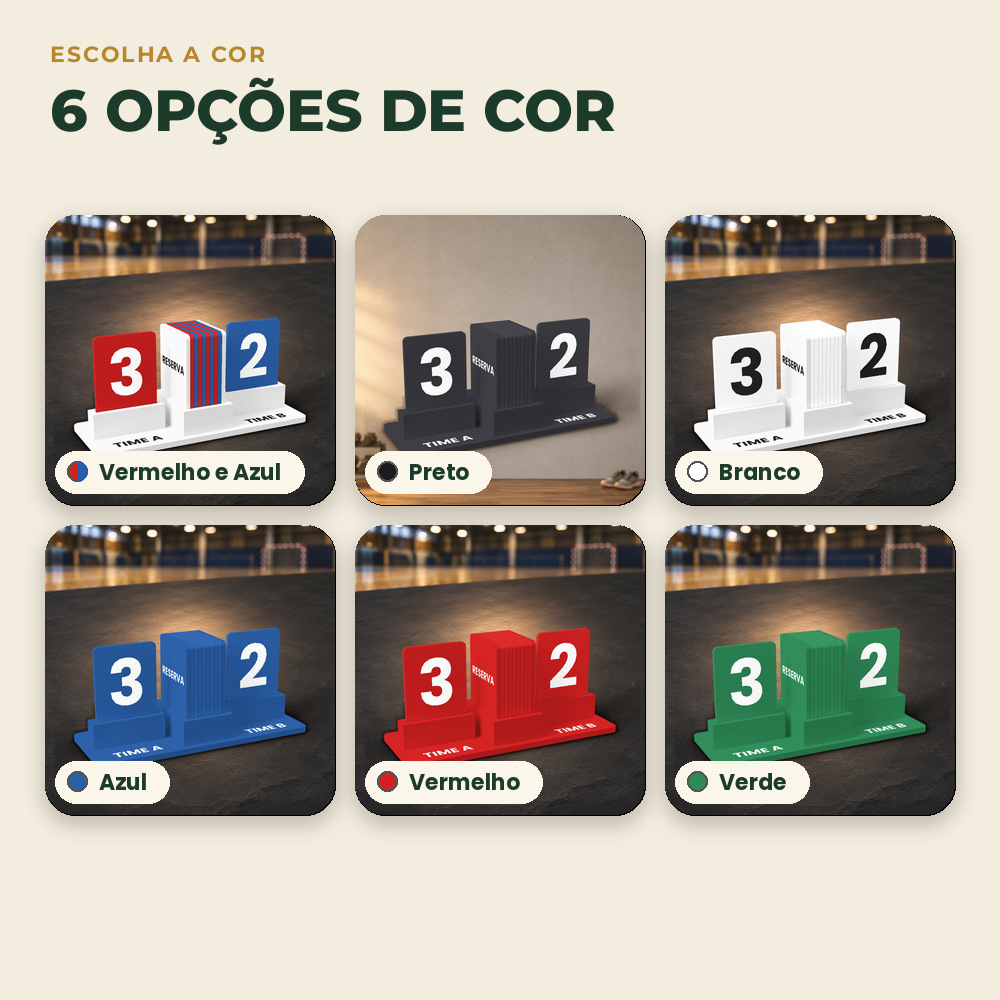 ESCOLHA A COR
6 OPÇÕES DE COR
3 RESERVA 2
TIME A TIME B
Vermelho e Azul
3 RESERVA 2
TIME A TIME B
Preto
3 RESERVA 2
TIME A TIME B
Branco
3 RESERVA 2
TIME A TIME B
Azul
3 RESERVA 2
TIME A TIME B
Vermelho
3 RESERVA 2
TIME A TIME B
Verde